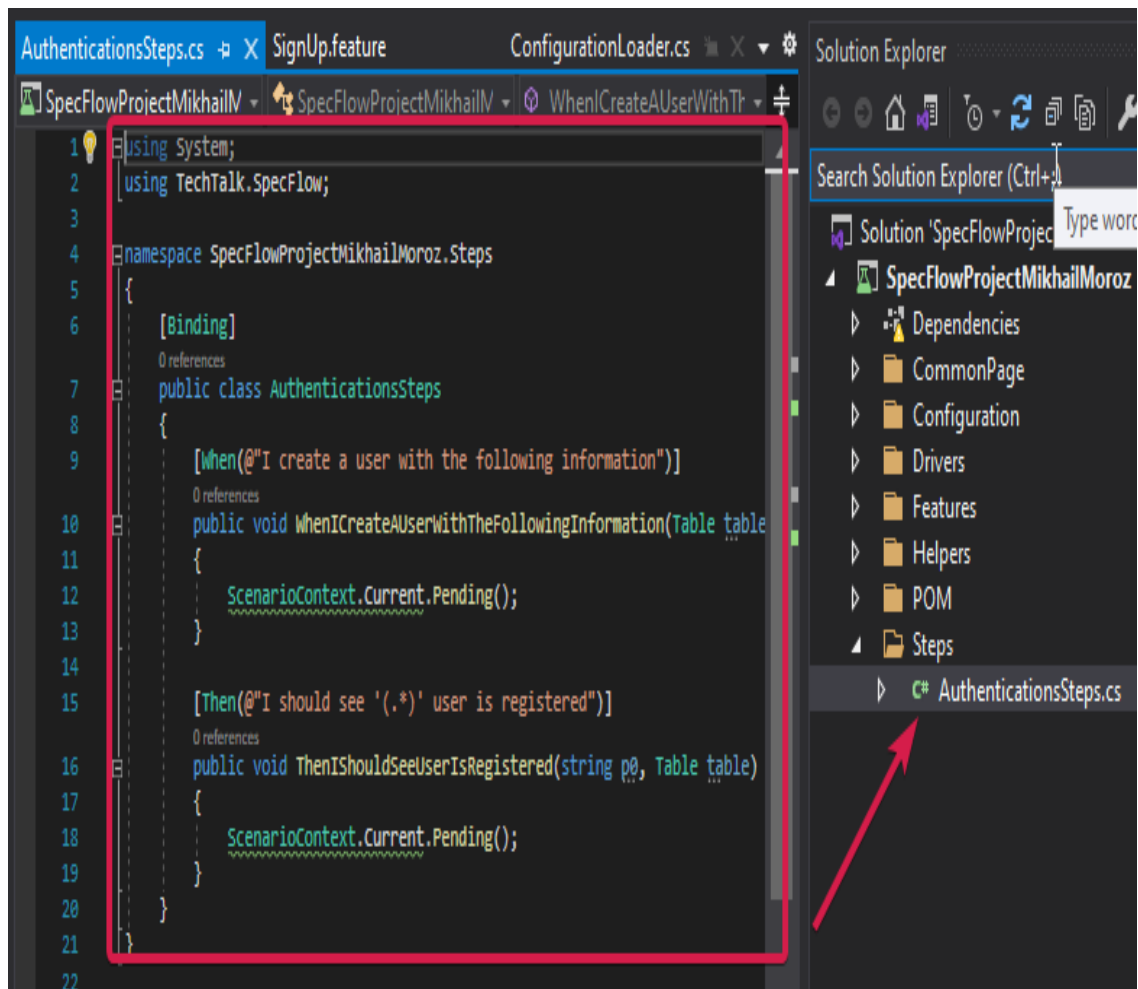 AuthenticationsSteps.cs SignUp.feature ConfigurationLoader.cs
SpecFlowProjectMikhailM SpecFlowProjectMikhailM WhenICreateAUserWithTh
1 using System;
2 using TechTalk.SpecFlow;
3
4 namespace SpecFlowProjectMikhailMoroz.Steps
5 {
6 [Binding]
0 references
7 public class AuthenticationsSteps
8 {
9 [When(@"I create a user with the following information")]
0 references
10 public void WhenICreateAUserWithTheFollowingInformation(Table table
11 {
12 ScenarioContext.Current.Pending();
13 }
14
15 [Then(@"I should see '(.*)' user is registered")]
0 references
16 public void ThenIShouldSeeUserIsRegistered(string p0, Table table)
17 {
18 ScenarioContext.Current.Pending();
19 }
20 }
21 }
22
Solution Explorer
Search Solution Explorer (Ctrl+;)
Type word
Solution 'SpecFlowProjec
SpecFlowProjectMikhailMoroz
Dependencies
CommonPage
Configuration
Drivers
Features
Helpers
POM
Steps
C# AuthenticationsSteps.cs